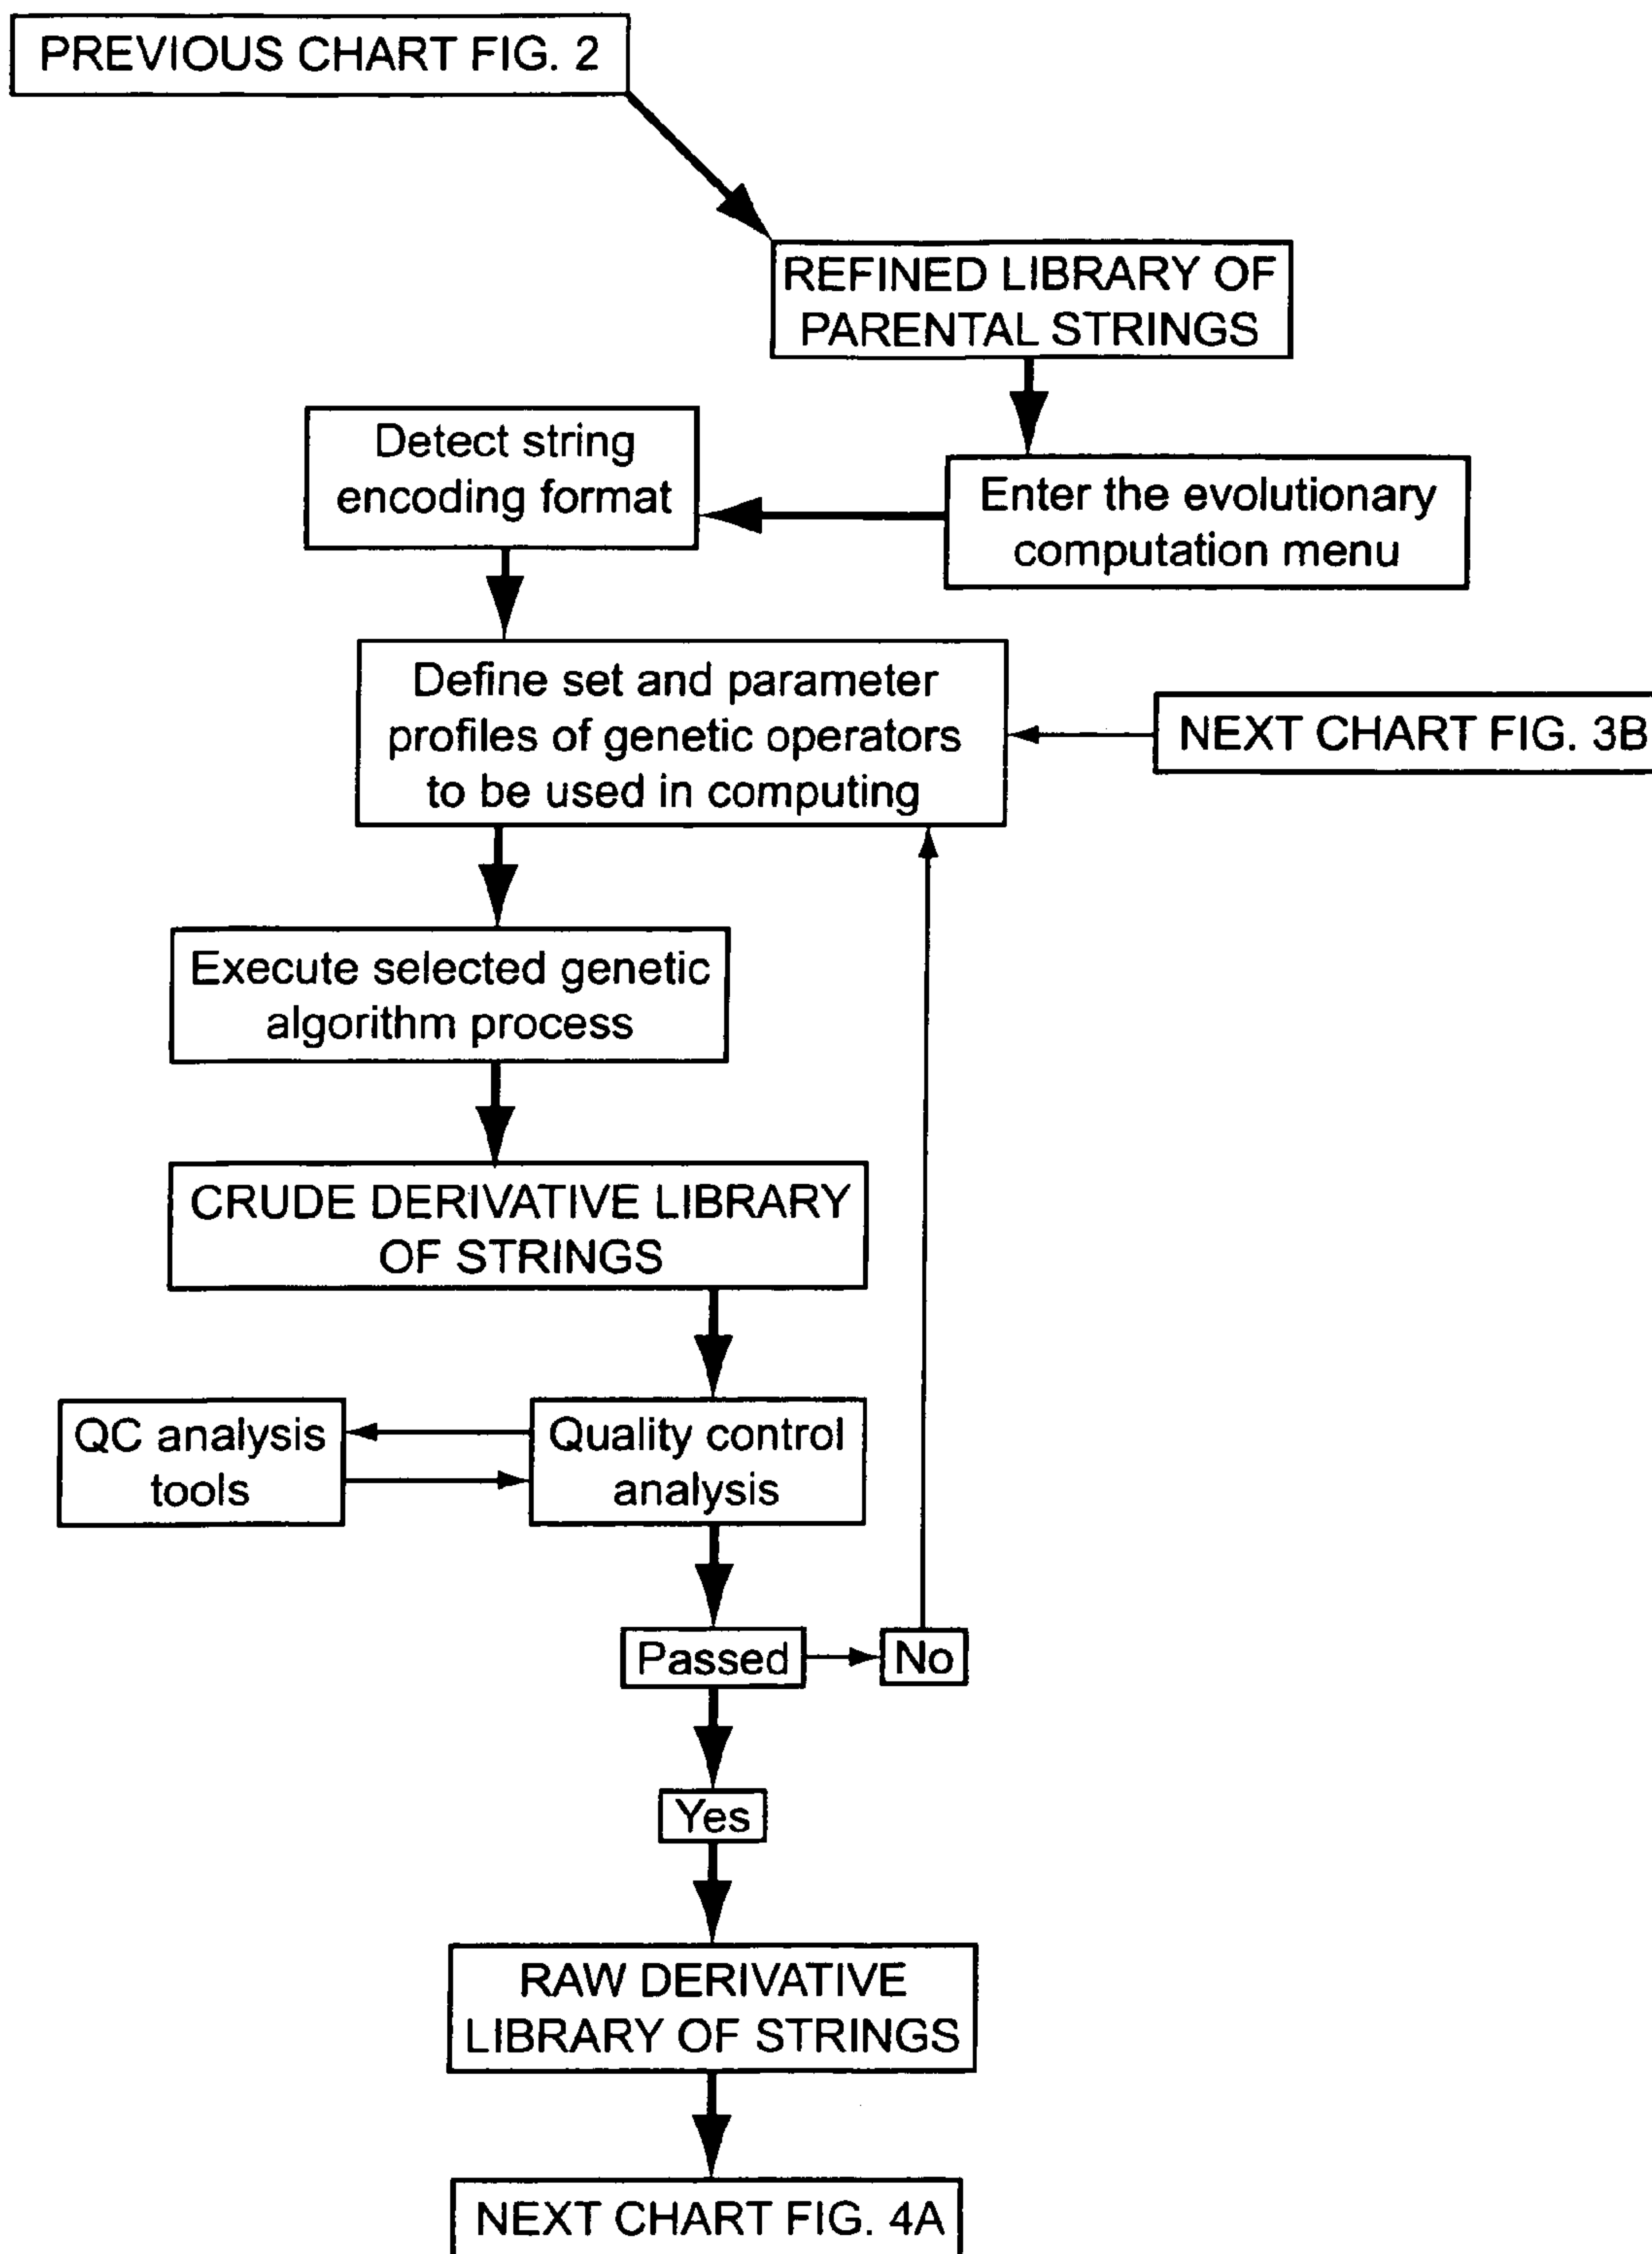 PREVIOUS CHART FIG. 2
REFINED LIBRARY OF
PARENTAL STRINGS
Detect string
encoding format
Enter the evolutionary
computation menu
Define set and parameter
profiles of genetic operators
to be used in computing
NEXT CHART FIG. 3B
Execute selected genetic
algorithm process
CRUDE DERIVATIVE LIBRARY
OF STRINGS
QC analysis
tools
Quality control
analysis
Passed
No
Yes
RAW DERIVATIVE
LIBRARY OF STRINGS
NEXT CHART FIG. 4A